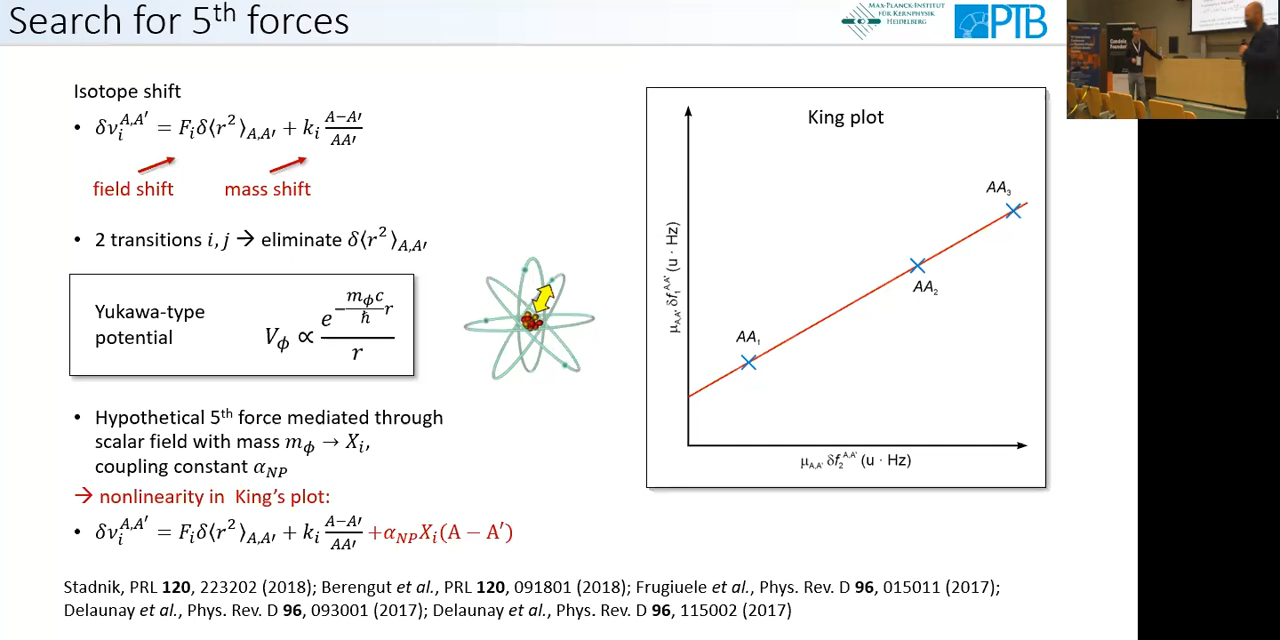 Search for 5th forces
MAX-PLANCK-INSTITUT
FÜR KERNPHYSIK
HEIDELBERG
PTB
Isotope shift
• δν_i^{A,A′} = F_i δ⟨r²⟩_{A,A′} + k_i (A−A′)/(AA′)
field shift
mass shift
• 2 transitions i, j → eliminate δ⟨r²⟩_{A,A′}
Yukawa-type
potential
V_ϕ ∝ e^{−(m_ϕ c/ℏ) r} / r
• Hypothetical 5th force mediated through
scalar field with mass m_ϕ → X_i,
coupling constant α_NP
→ nonlinearity in King's plot:
• δν_i^{A,A′} = F_i δ⟨r²⟩_{A,A′} + k_i (A−A′)/(AA′) +α_NP X_i(A − A′)
King plot
AA₃
AA₂
AA₁
μ_{A,A'} δf₁^{A,A'} (u · Hz)
μ_{A,A'} δf₂^{A,A'} (u · Hz)
Stadnik, PRL 120, 223202 (2018); Berengut et al., PRL 120, 091801 (2018); Frugiuele et al., Phys. Rev. D 96, 015011 (2017);
Delaunay et al., Phys. Rev. D 96, 093001 (2017); Delaunay et al., Phys. Rev. D 96, 115002 (2017)